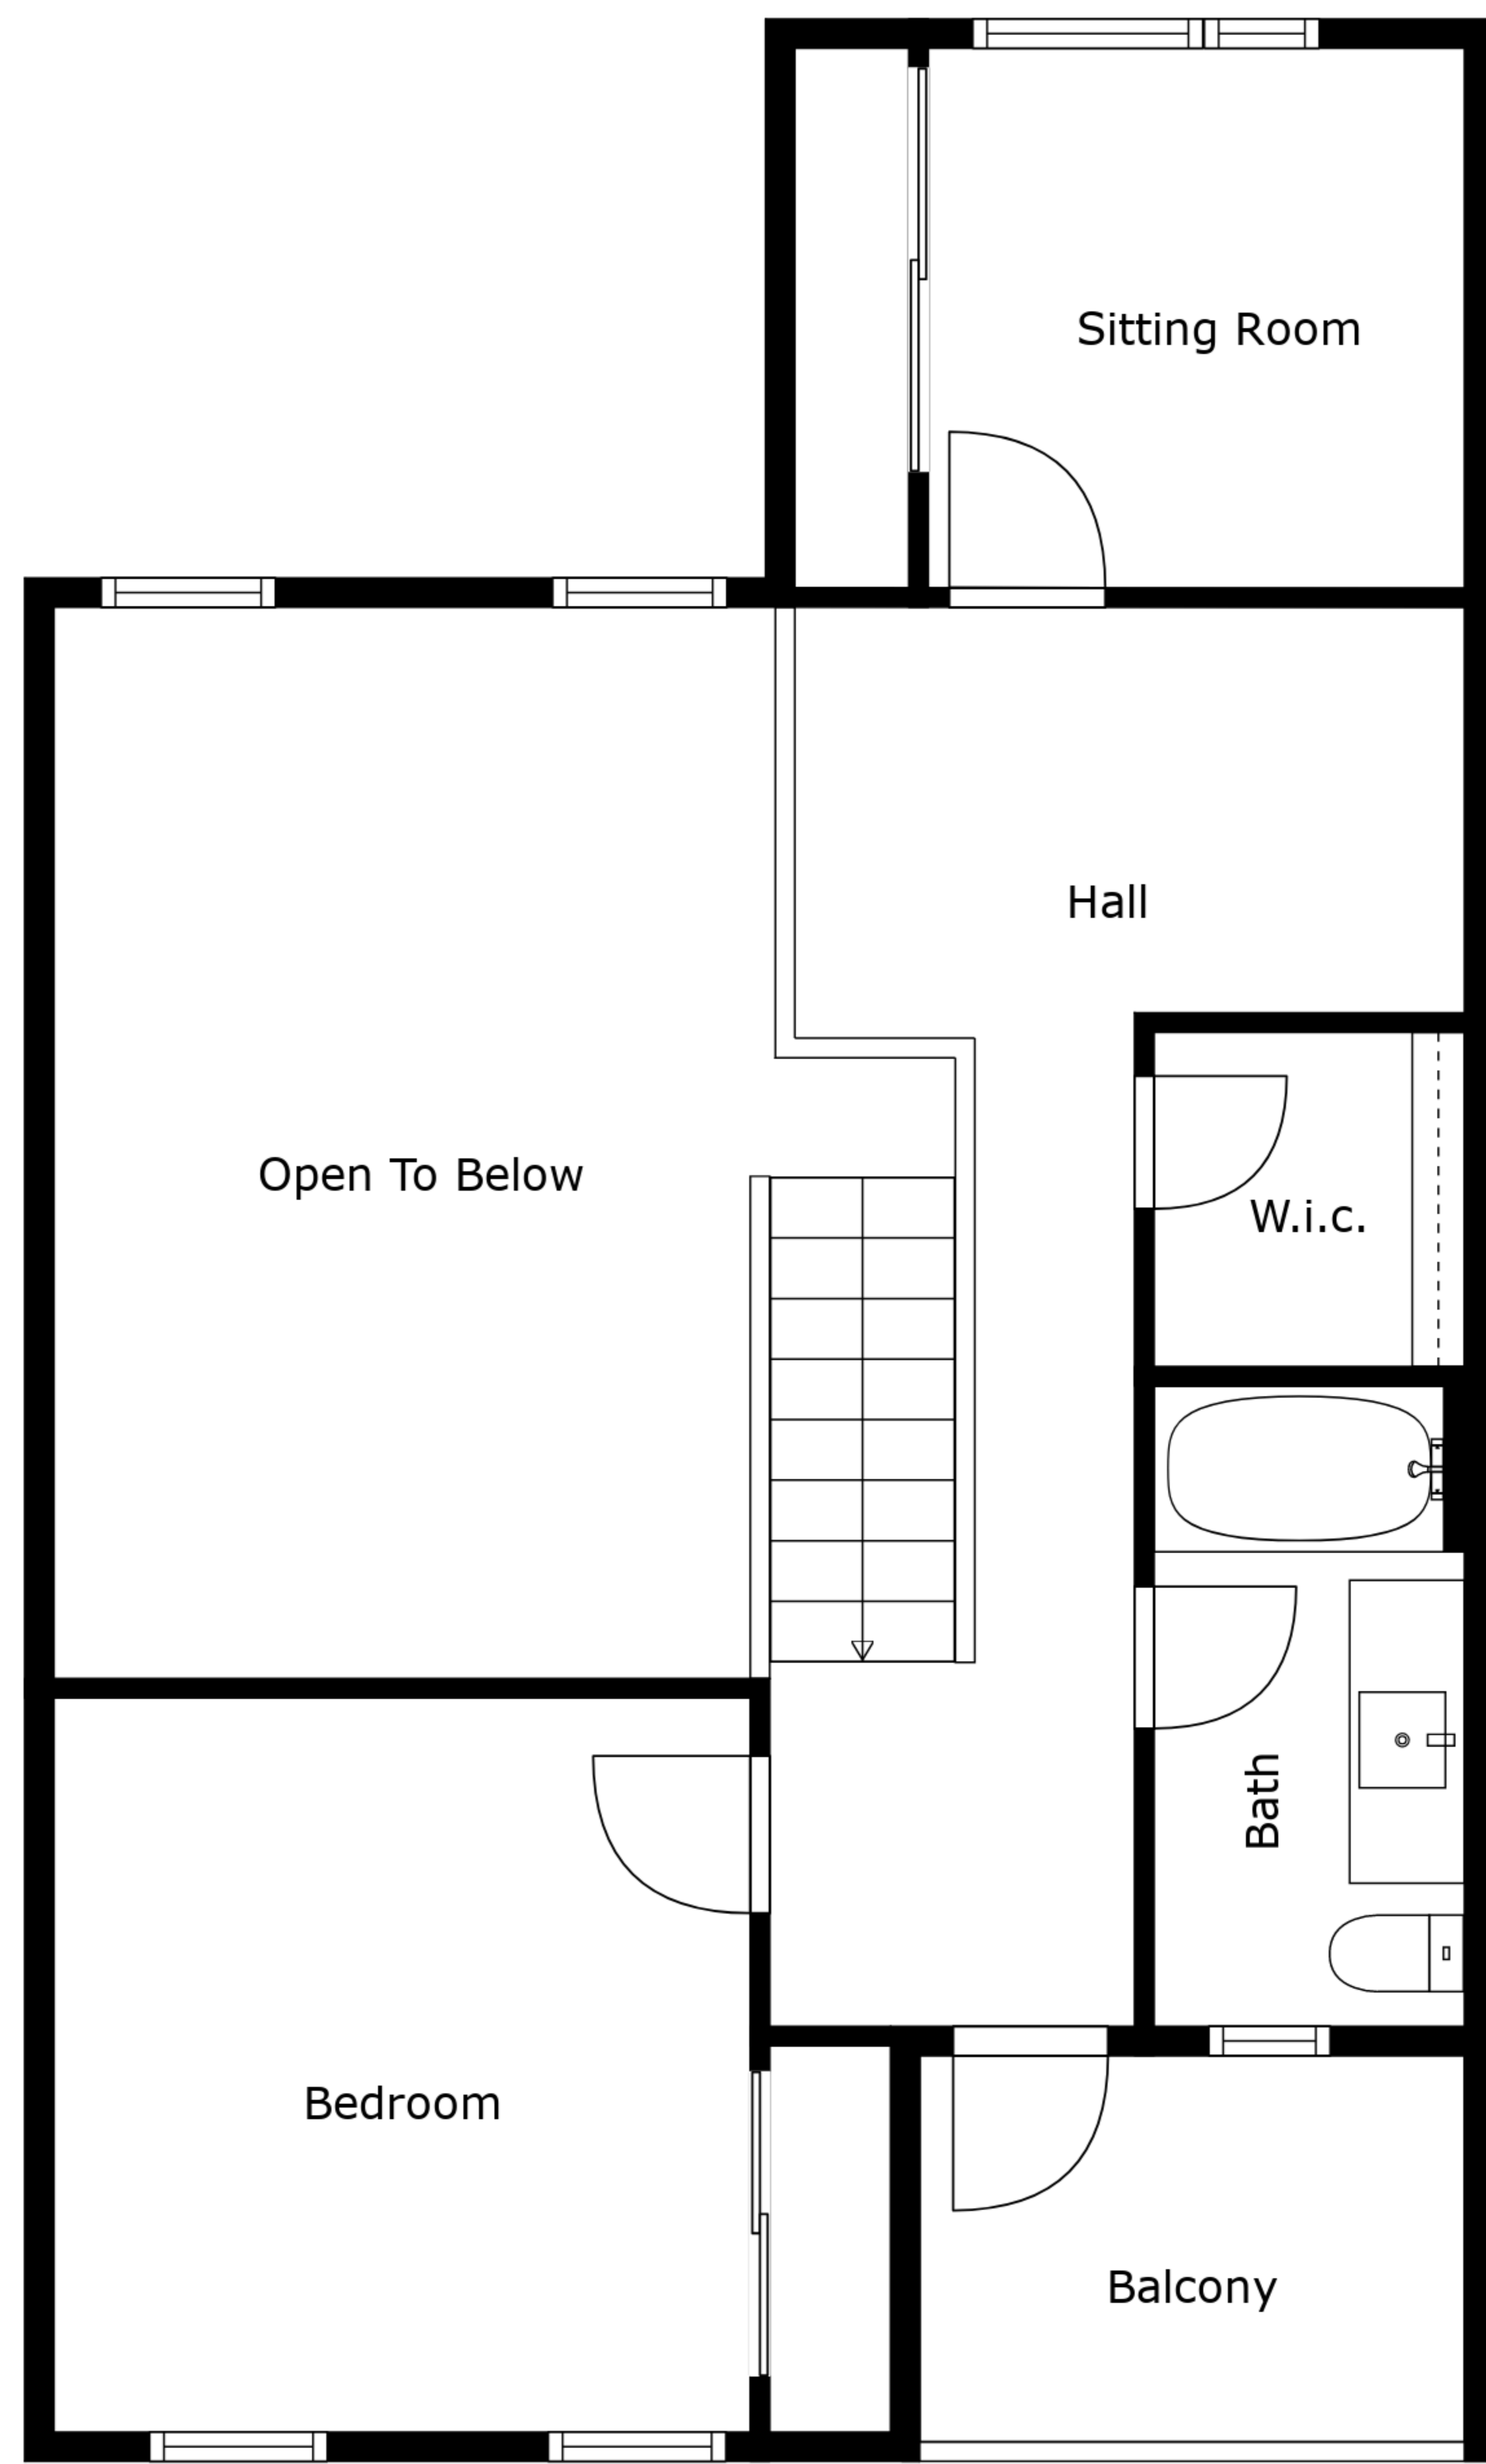 Sitting Room
Hall
Open To Below
W.i.c.
Bath
Bedroom
Balcony